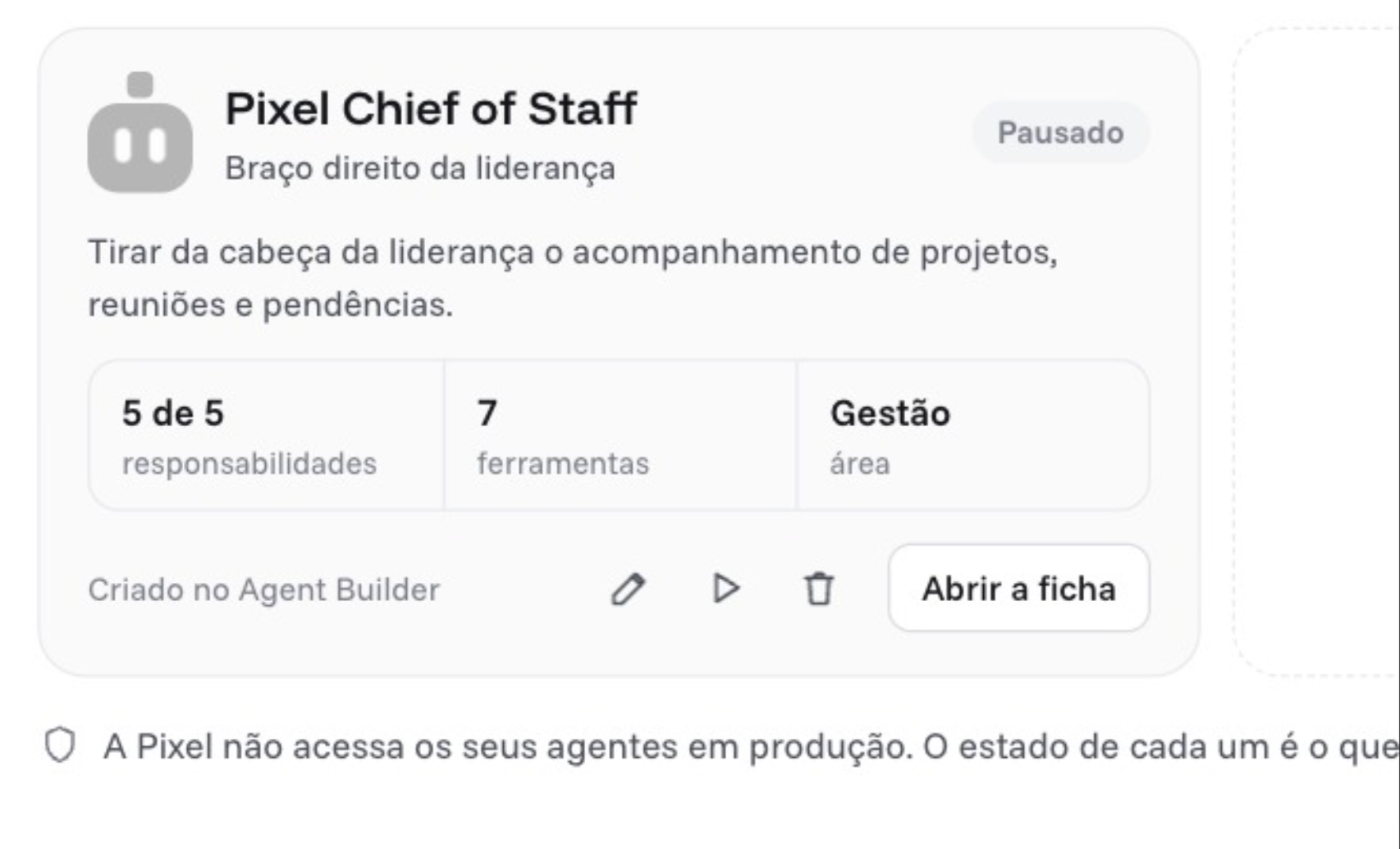 Pixel Chief of Staff
Braço direito da liderança
Pausado
Tirar da cabeça da liderança o acompanhamento de projetos,
reuniões e pendências.
5 de 5
responsabilidades
7
ferramentas
Gestão
área
Criado no Agent Builder
Abrir a ficha
A Pixel não acessa os seus agentes em produção. O estado de cada um é o que